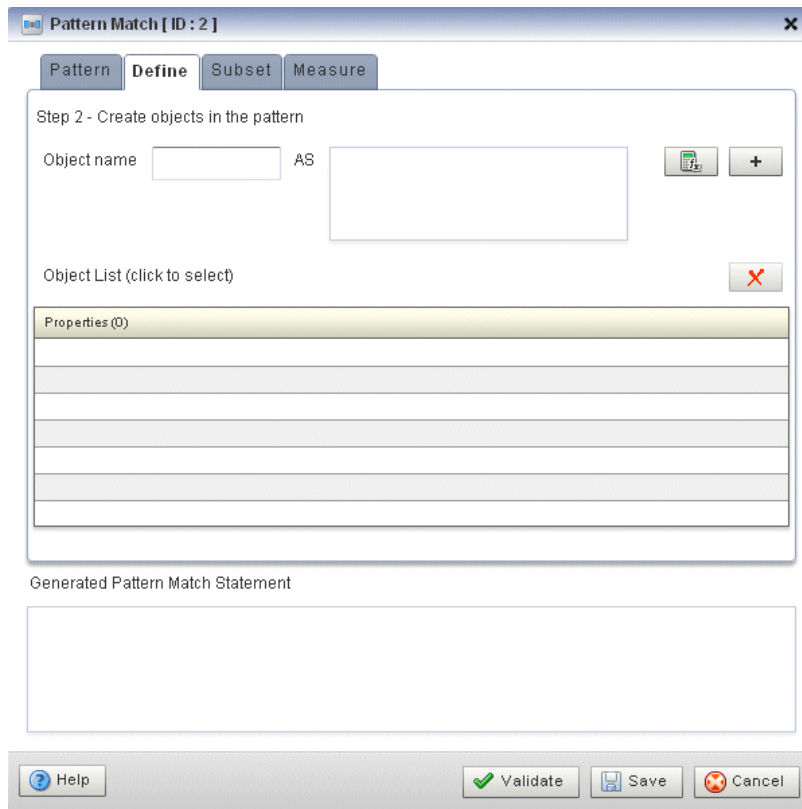 Pattern Match [ ID : 2 ]
Pattern Define Subset Measure
Step 2 - Create objects in the pattern
Object name AS
fx +
Object List (click to select)
Properties (0)
Generated Pattern Match Statement
? Help Validate Save Cancel